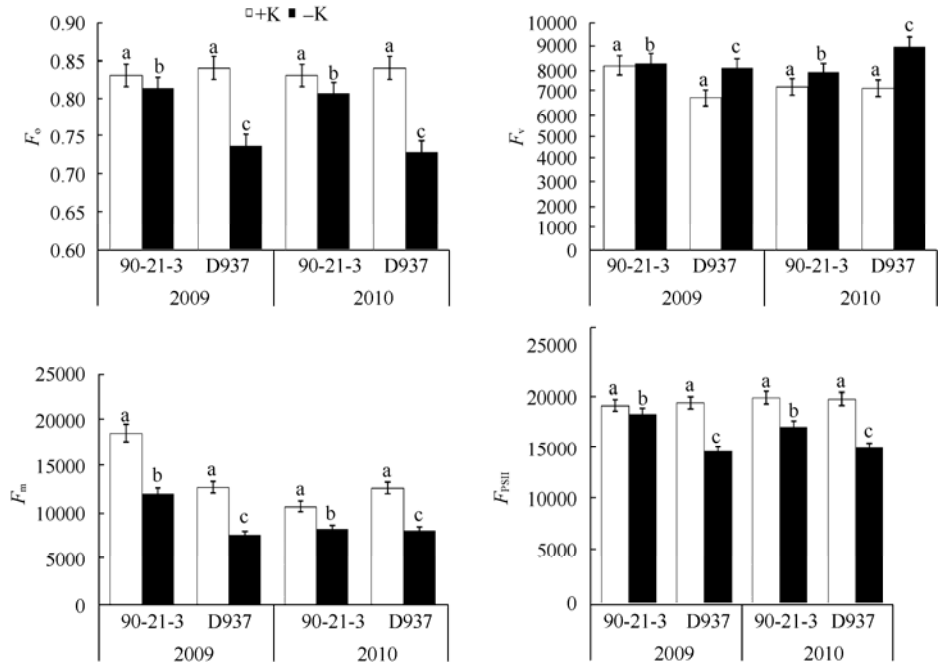 +K –K
0.90
0.85
0.80
0.75
0.70
0.65
0.60
Fo
a b a c a b a c
90-21-3 D937 90-21-3 D937
2009 2010
10000
9000
8000
7000
6000
5000
4000
3000
2000
1000
0
Fv
a b a c a b a c
90-21-3 D937 90-21-3 D937
2009 2010
25000
20000
15000
10000
5000
0
Fm
a b a c a b a c
90-21-3 D937 90-21-3 D937
2009 2010
25000
20000
15000
10000
5000
0
FPSII
a b a c a b a c
90-21-3 D937 90-21-3 D937
2009 2010